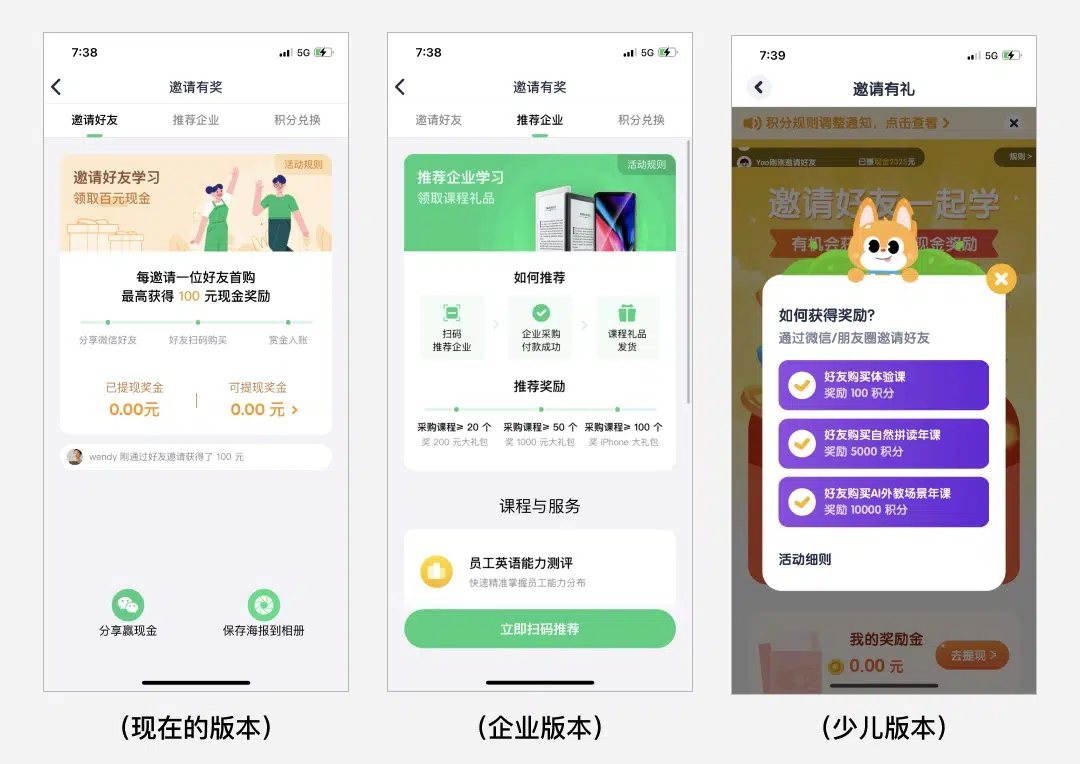 7:38
5G
邀请有奖
邀请好友
推荐企业
积分兑换
活动规则
邀请好友学习
领取百元现金
每邀请一位好友首购
最高获得 100 元现金奖励
分享微信好友
好友扫码购买
赏金入账
已提现奖金
可提现奖金
0.00元
0.00 元 >
wendy 刚通过好友邀请获得了 100 元
分享赢现金
保存海报到相册
(现在的版本)
7:38
5G
邀请有奖
邀请好友
推荐企业
积分兑换
活动规则
推荐企业学习
领取课程礼品
如何推荐
扫码
推荐企业
企业采购
付款成功
课程礼品
发货
推荐奖励
采购课程≥ 20 个
采购课程≥ 50 个
采购课程≥ 100 个
奖 200 元大礼包
奖 1000 元大礼包
奖 iPhone 大礼包
课程与服务
员工英语能力测评
快速精准掌握员工能力分布
立即扫码推荐
(企业版本)
7:39
5G
邀请有礼
积分规则调整通知，点击查看 >
Yoo刚刚邀请好友
已赚现金2325元
规则 >
邀请好友一起学
有机会获
现金奖励
如何获得奖励?
通过微信/朋友圈邀请好友
好友购买体验课
奖励 100 积分
好友购买自然拼读年课
奖励 5000 积分
好友购买AI外教场景年课
奖励 10000 积分
活动细则
我的奖励金
0.00 元
去提现 >
(少儿版本)